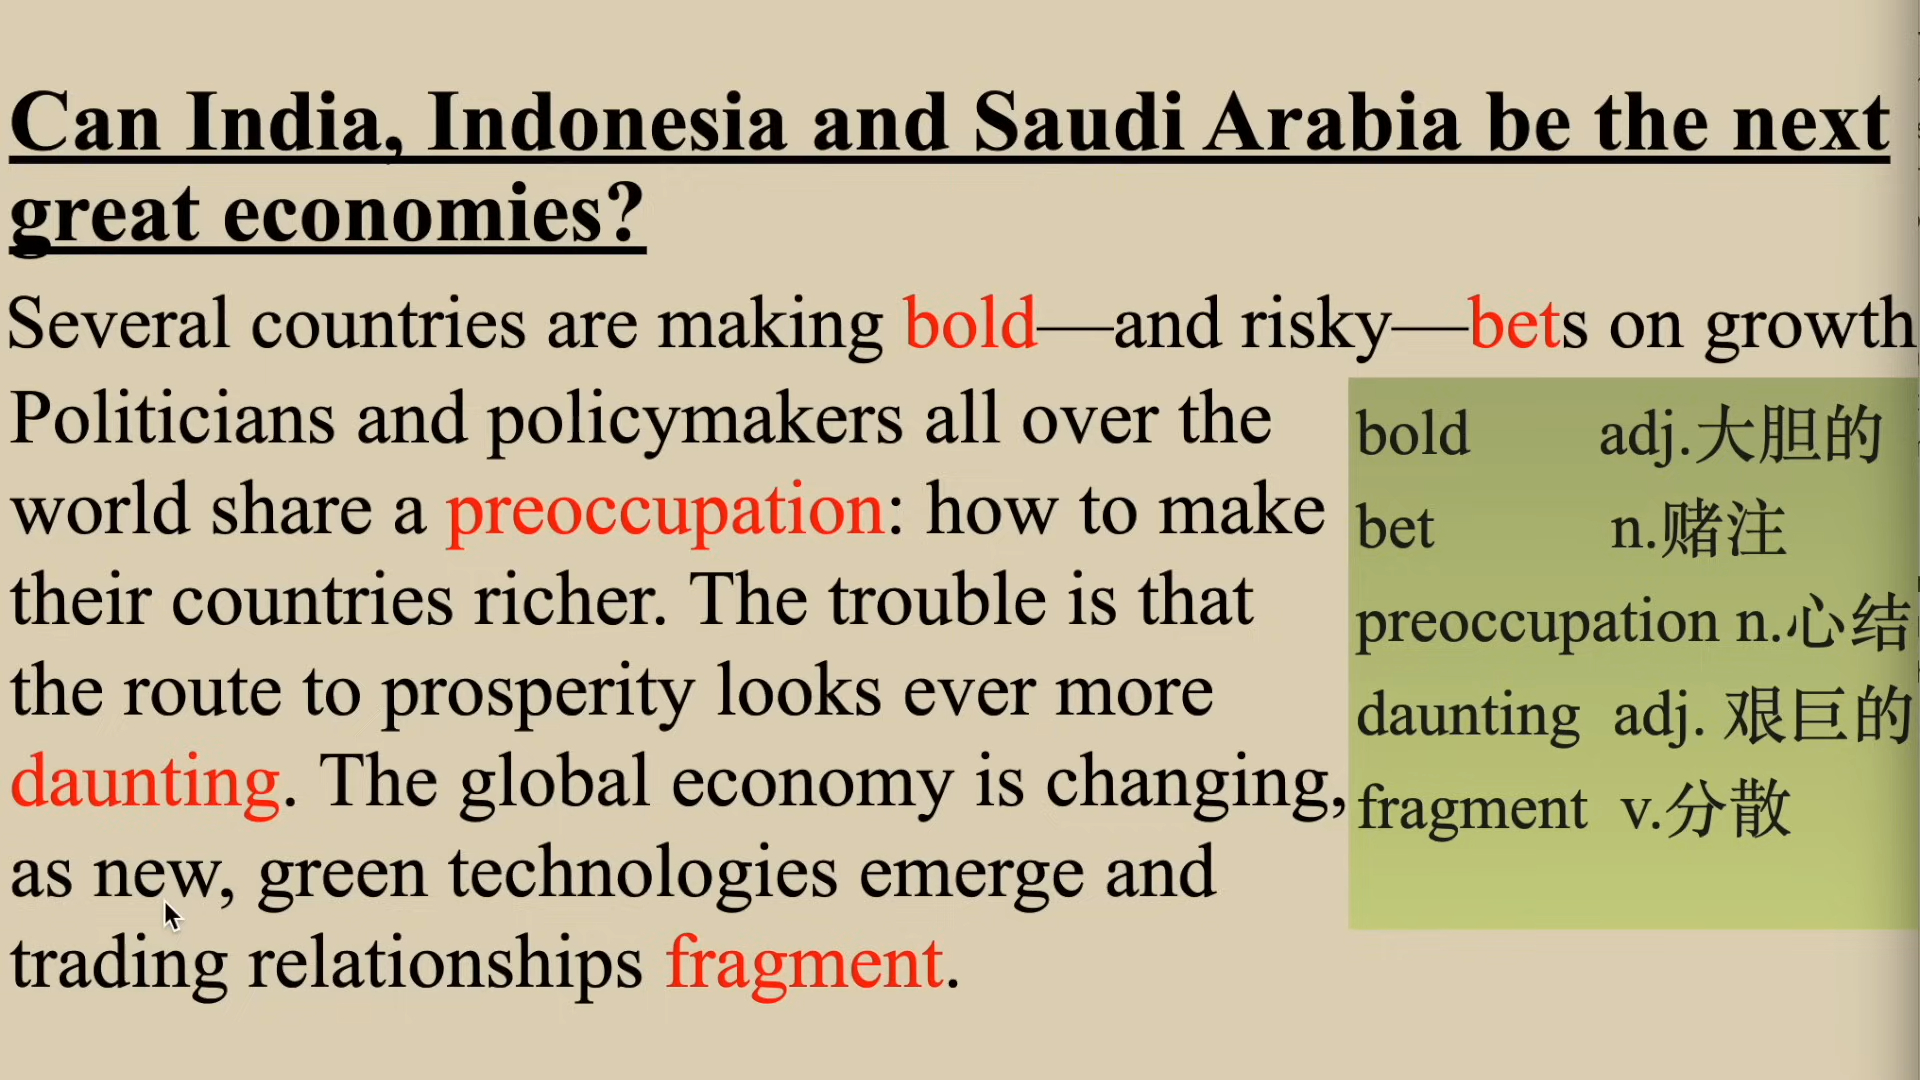 Can India, Indonesia and Saudi Arabia be the next
great economies?
Several countries are making bold—and risky—bets on growth
Politicians and policymakers all over the
world share a preoccupation: how to make
their countries richer. The trouble is that
the route to prosperity looks ever more
daunting. The global economy is changing,
as new, green technologies emerge and
trading relationships fragment.
bold adj.大胆的
bet n.赌注
preoccupation n.心结
daunting adj. 艰巨的
fragment v.分散